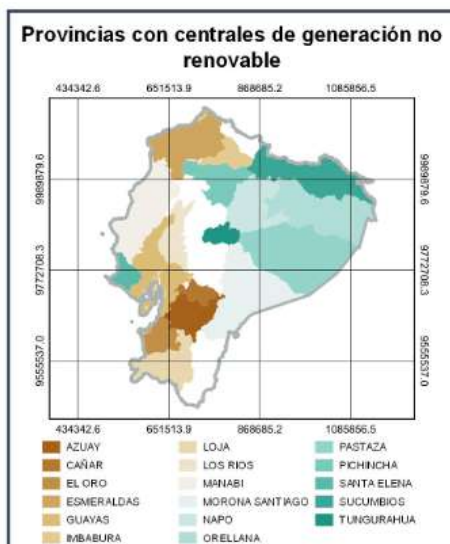 Provincias con centrales de generación no
renovable
434342.6 651513.9 868685.2 1085856.5
9989879.6 9989879.6
9772708.3 9772708.3
9555537.0 9555537.0
434342.6 651513.9 868685.2 1085856.5
AZUAY LOJA PASTAZA
CAÑAR LOS RIOS PICHINCHA
EL ORO MANABI SANTA ELENA
ESMERALDAS MORONA SANTIAGO SUCUMBIOS
GUAYAS NAPO TUNGURAHUA
IMBABURA ORELLANA